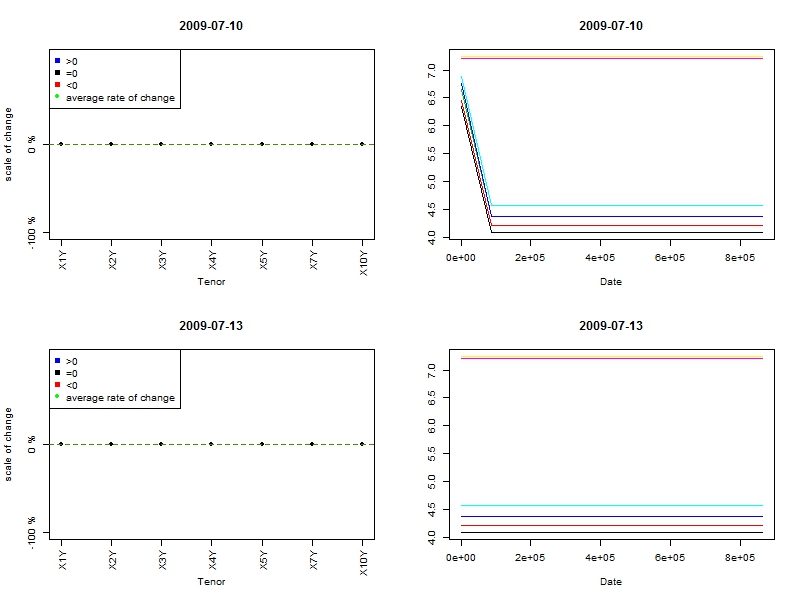 2009-07-10
>0
=0
<0
average rate of change
scale of change
0 %
-100 %
X1Y X2Y X3Y X4Y X5Y X7Y X10Y
Tenor
2009-07-10
7.0
6.5
6.0
5.5
5.0
4.5
4.0
0e+00 2e+05 4e+05 6e+05 8e+05
Date
2009-07-13
>0
=0
<0
average rate of change
scale of change
0 %
-100 %
X1Y X2Y X3Y X4Y X5Y X7Y X10Y
Tenor
2009-07-13
7.0
6.5
6.0
5.5
5.0
4.5
4.0
0e+00 2e+05 4e+05 6e+05 8e+05
Date